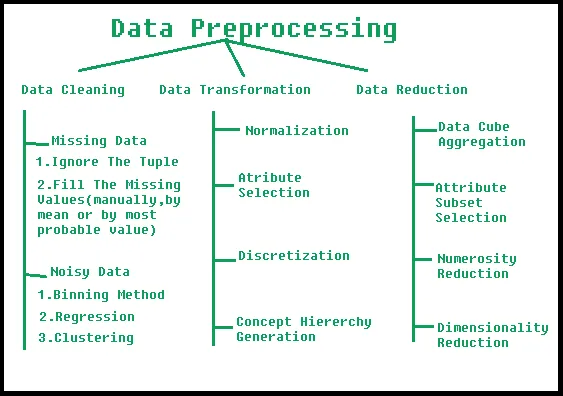 Data Preprocessing
Data Cleaning
Data Transformation
Data Reduction
Missing Data
1.Ignore The Tuple
2.Fill The Missing
Values(manually,by
mean or by most
probable value)
Noisy Data
1.Binning Method
2.Regression
3.Clustering
Normalization
Atribute
Selection
Discretization
Concept Hiererchy
Generation
Data Cube
Aggregation
Attribute
Subset
Selection
Numerosity
Reduction
Dimensionality
Reduction